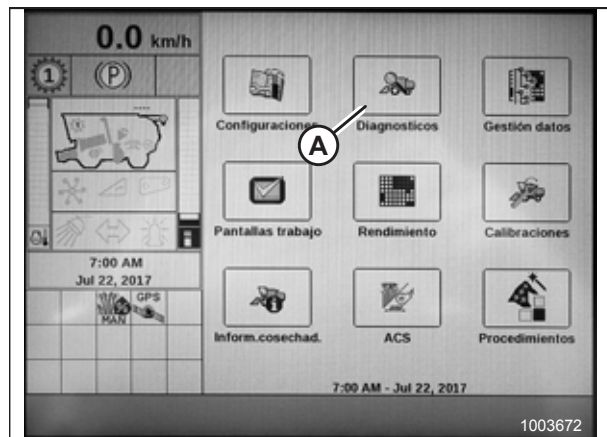 0.0 km/h
1
P
Configuraciones
Diagnosticos
Gestión datos
A
1
Pantallas trabajo
Rendimiento
Calibraciones
7:00 AM
Jul 22, 2017
MAN
GPS
Inform.cosechad.
ACS
Procedimientos
7:00 AM - Jul 22, 2017
1003672